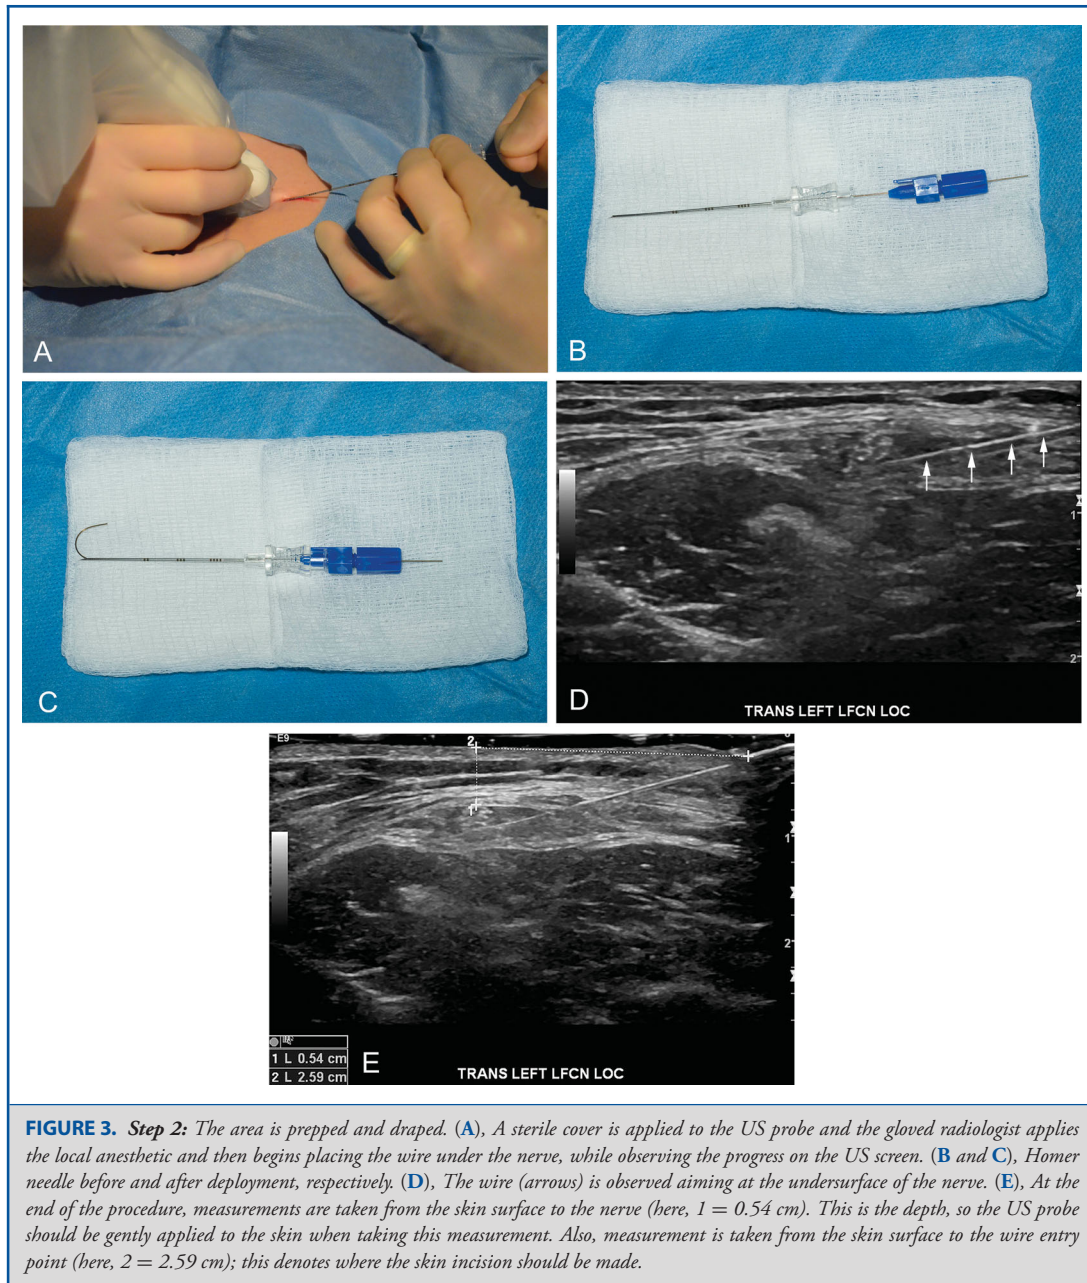 A
B
C
1
2
D
TRANS LEFT LFCN LOC
E9
2
1
1
2
1 L 0.54 cm
2 L 2.59 cm
E
TRANS LEFT LFCN LOC
FIGURE 3. Step 2: The area is prepped and draped. (A), A sterile cover is applied to the US probe and the gloved radiologist applies
the local anesthetic and then begins placing the wire under the nerve, while observing the progress on the US screen. (B and C), Homer
needle before and after deployment, respectively. (D), The wire (arrows) is observed aiming at the undersurface of the nerve. (E), At the
end of the procedure, measurements are taken from the skin surface to the nerve (here, 1 = 0.54 cm). This is the depth, so the US probe
should be gently applied to the skin when taking this measurement. Also, measurement is taken from the skin surface to the wire entry
point (here, 2 = 2.59 cm); this denotes where the skin incision should be made.